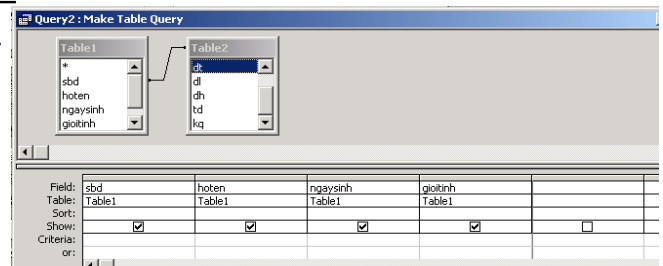 Query2 : Make Table Query
Table1
*
sbd
hoten
ngaysinh
gioitinh
Table2
dt
dl
dh
td
kq
Field: sbd hoten ngaysinh gioitinh
Table: Table1 Table1 Table1 Table1
Sort:
Show:
Criteria:
or: